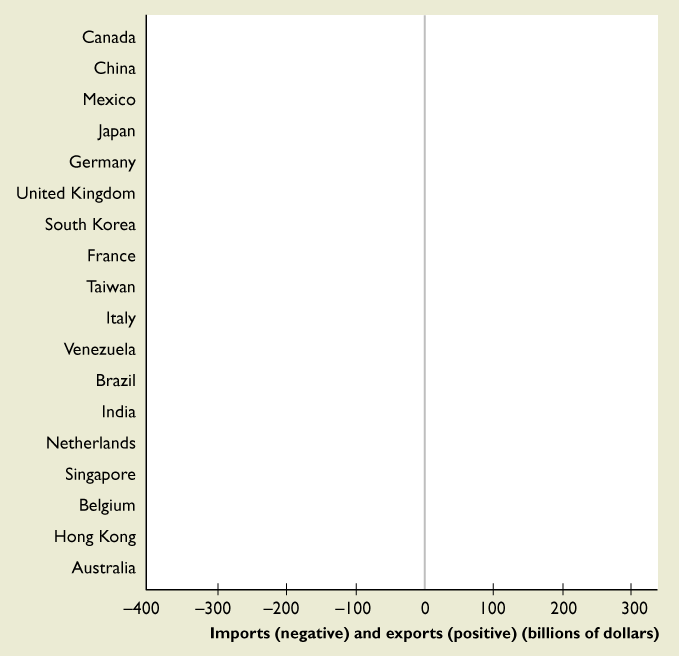 Canada
China
Mexico
Japan
Germany
United Kingdom
South Korea
France
Taiwan
Italy
Venezuela
Brazil
India
Netherlands
Singapore
Belgium
Hong Kong
Australia
–400 –300 –200 –100 0 100 200 300
Imports (negative) and exports (positive) (billions of dollars)